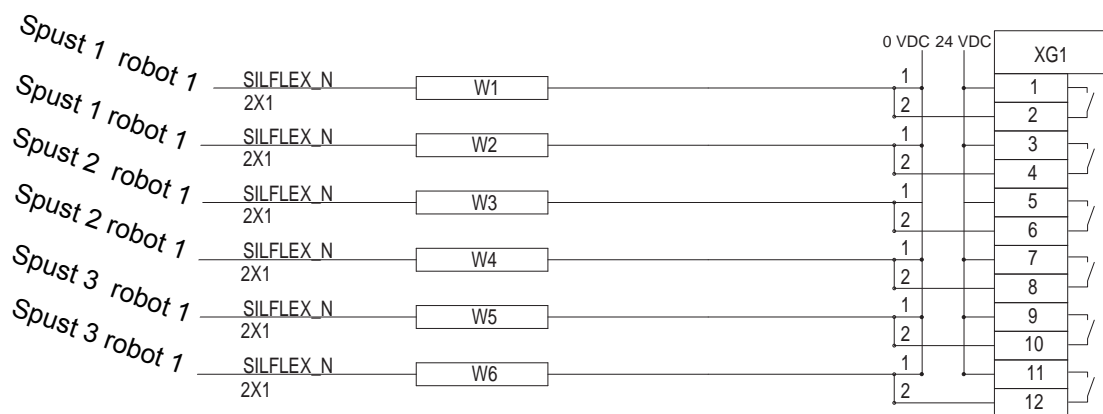 0 VDC 24 VDC XG1
Spust 1 robot 1 SILFLEX_N W1 1 1
2X1 2 2
Spust 1 robot 1 SILFLEX_N W2 1 3
2X1 2 4
Spust 2 robot 1 SILFLEX_N W3 1 5
2X1 2 6
Spust 2 robot 1 SILFLEX_N W4 1 7
2X1 2 8
Spust 3 robot 1 SILFLEX_N W5 1 9
2X1 2 10
Spust 3 robot 1 SILFLEX_N W6 1 11
2X1 2 12